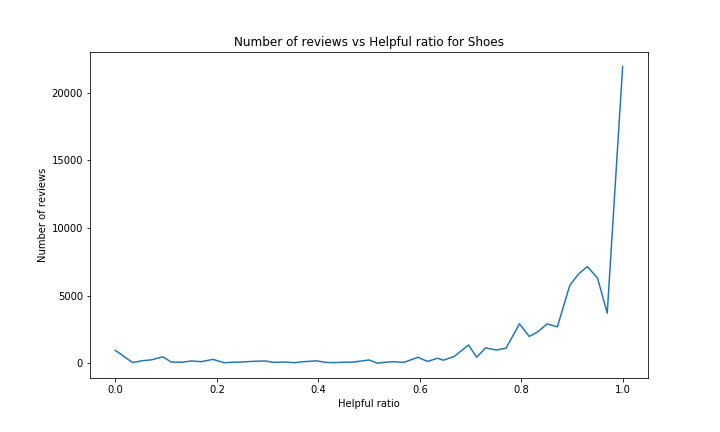 Number of reviews vs Helpful ratio for Shoes
20000
15000
10000
5000
0
Number of reviews
0.0 0.2 0.4 0.6 0.8 1.0
Helpful ratio